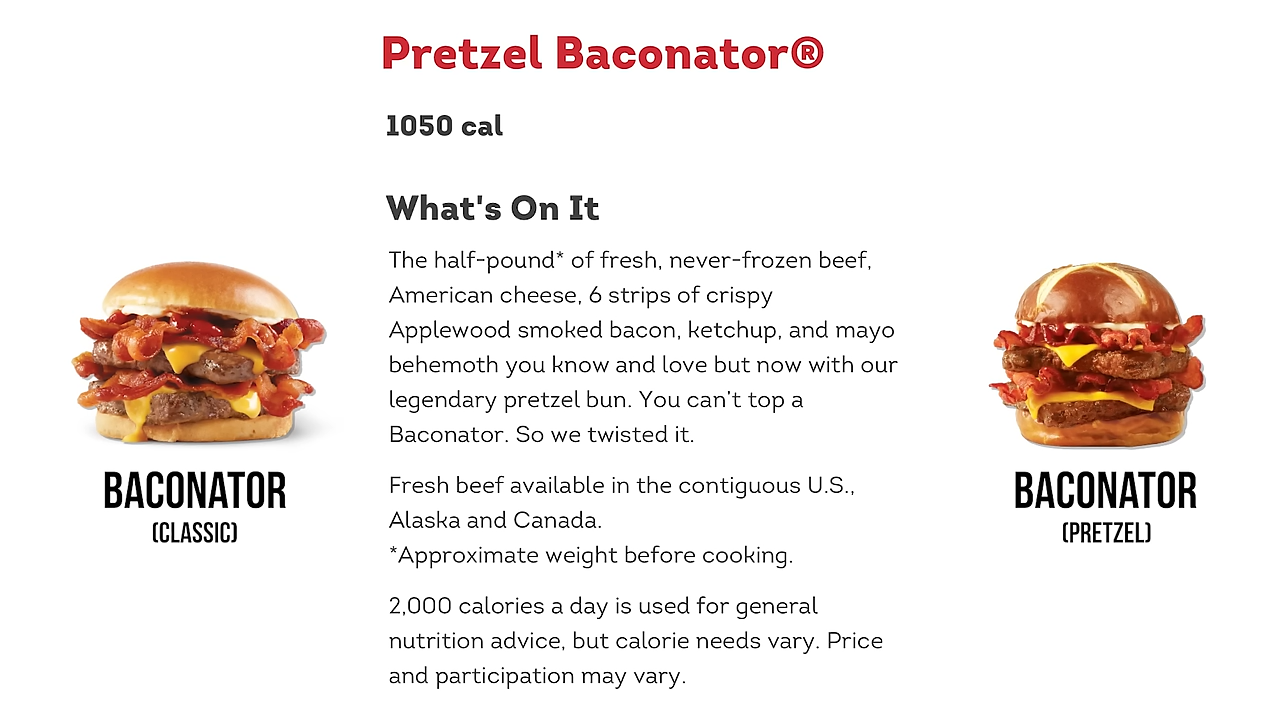 Pretzel Baconator®
1050 cal
What's On It
The half-pound* of fresh, never-frozen beef,
American cheese, 6 strips of crispy
Applewood smoked bacon, ketchup, and mayo
behemoth you know and love but now with our
legendary pretzel bun. You can't top a
Baconator. So we twisted it.
Fresh beef available in the contiguous U.S.,
Alaska and Canada.
*Approximate weight before cooking.
2,000 calories a day is used for general
nutrition advice, but calorie needs vary. Price
and participation may vary.
BACONATOR
(CLASSIC)
BACONATOR
(PRETZEL)